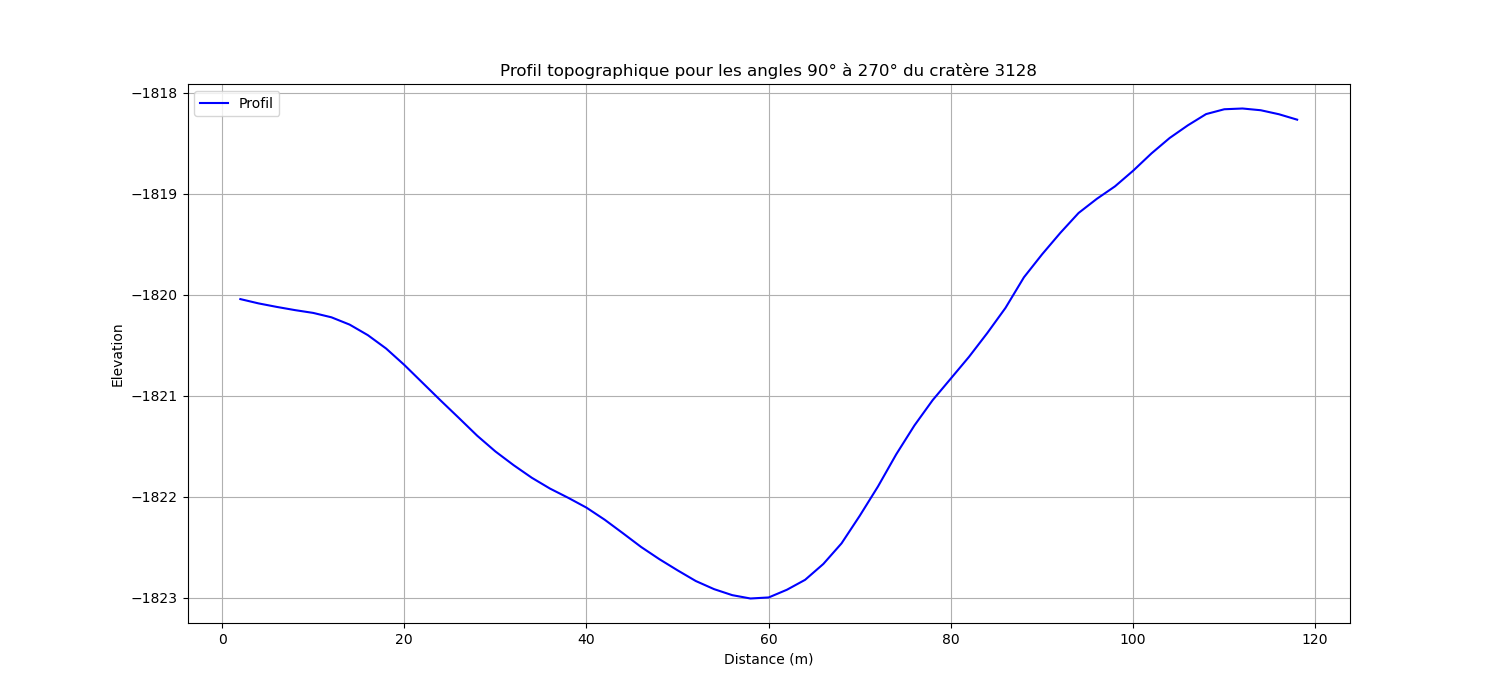 Profil topographique pour les angles 90° à 270° du cratère 3128
Profil
−1818
−1819
−1820
−1821
−1822
−1823
Elevation
0 20 40 60 80 100 120
Distance (m)